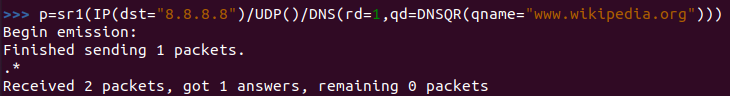 >>> p=sr1(IP(dst="8.8.8.8")/UDP()/DNS(rd=1,qd=DNSQR(qname="www.wikipedia.org")))
Begin emission:
Finished sending 1 packets.
.*
Received 2 packets, got 1 answers, remaining 0 packets